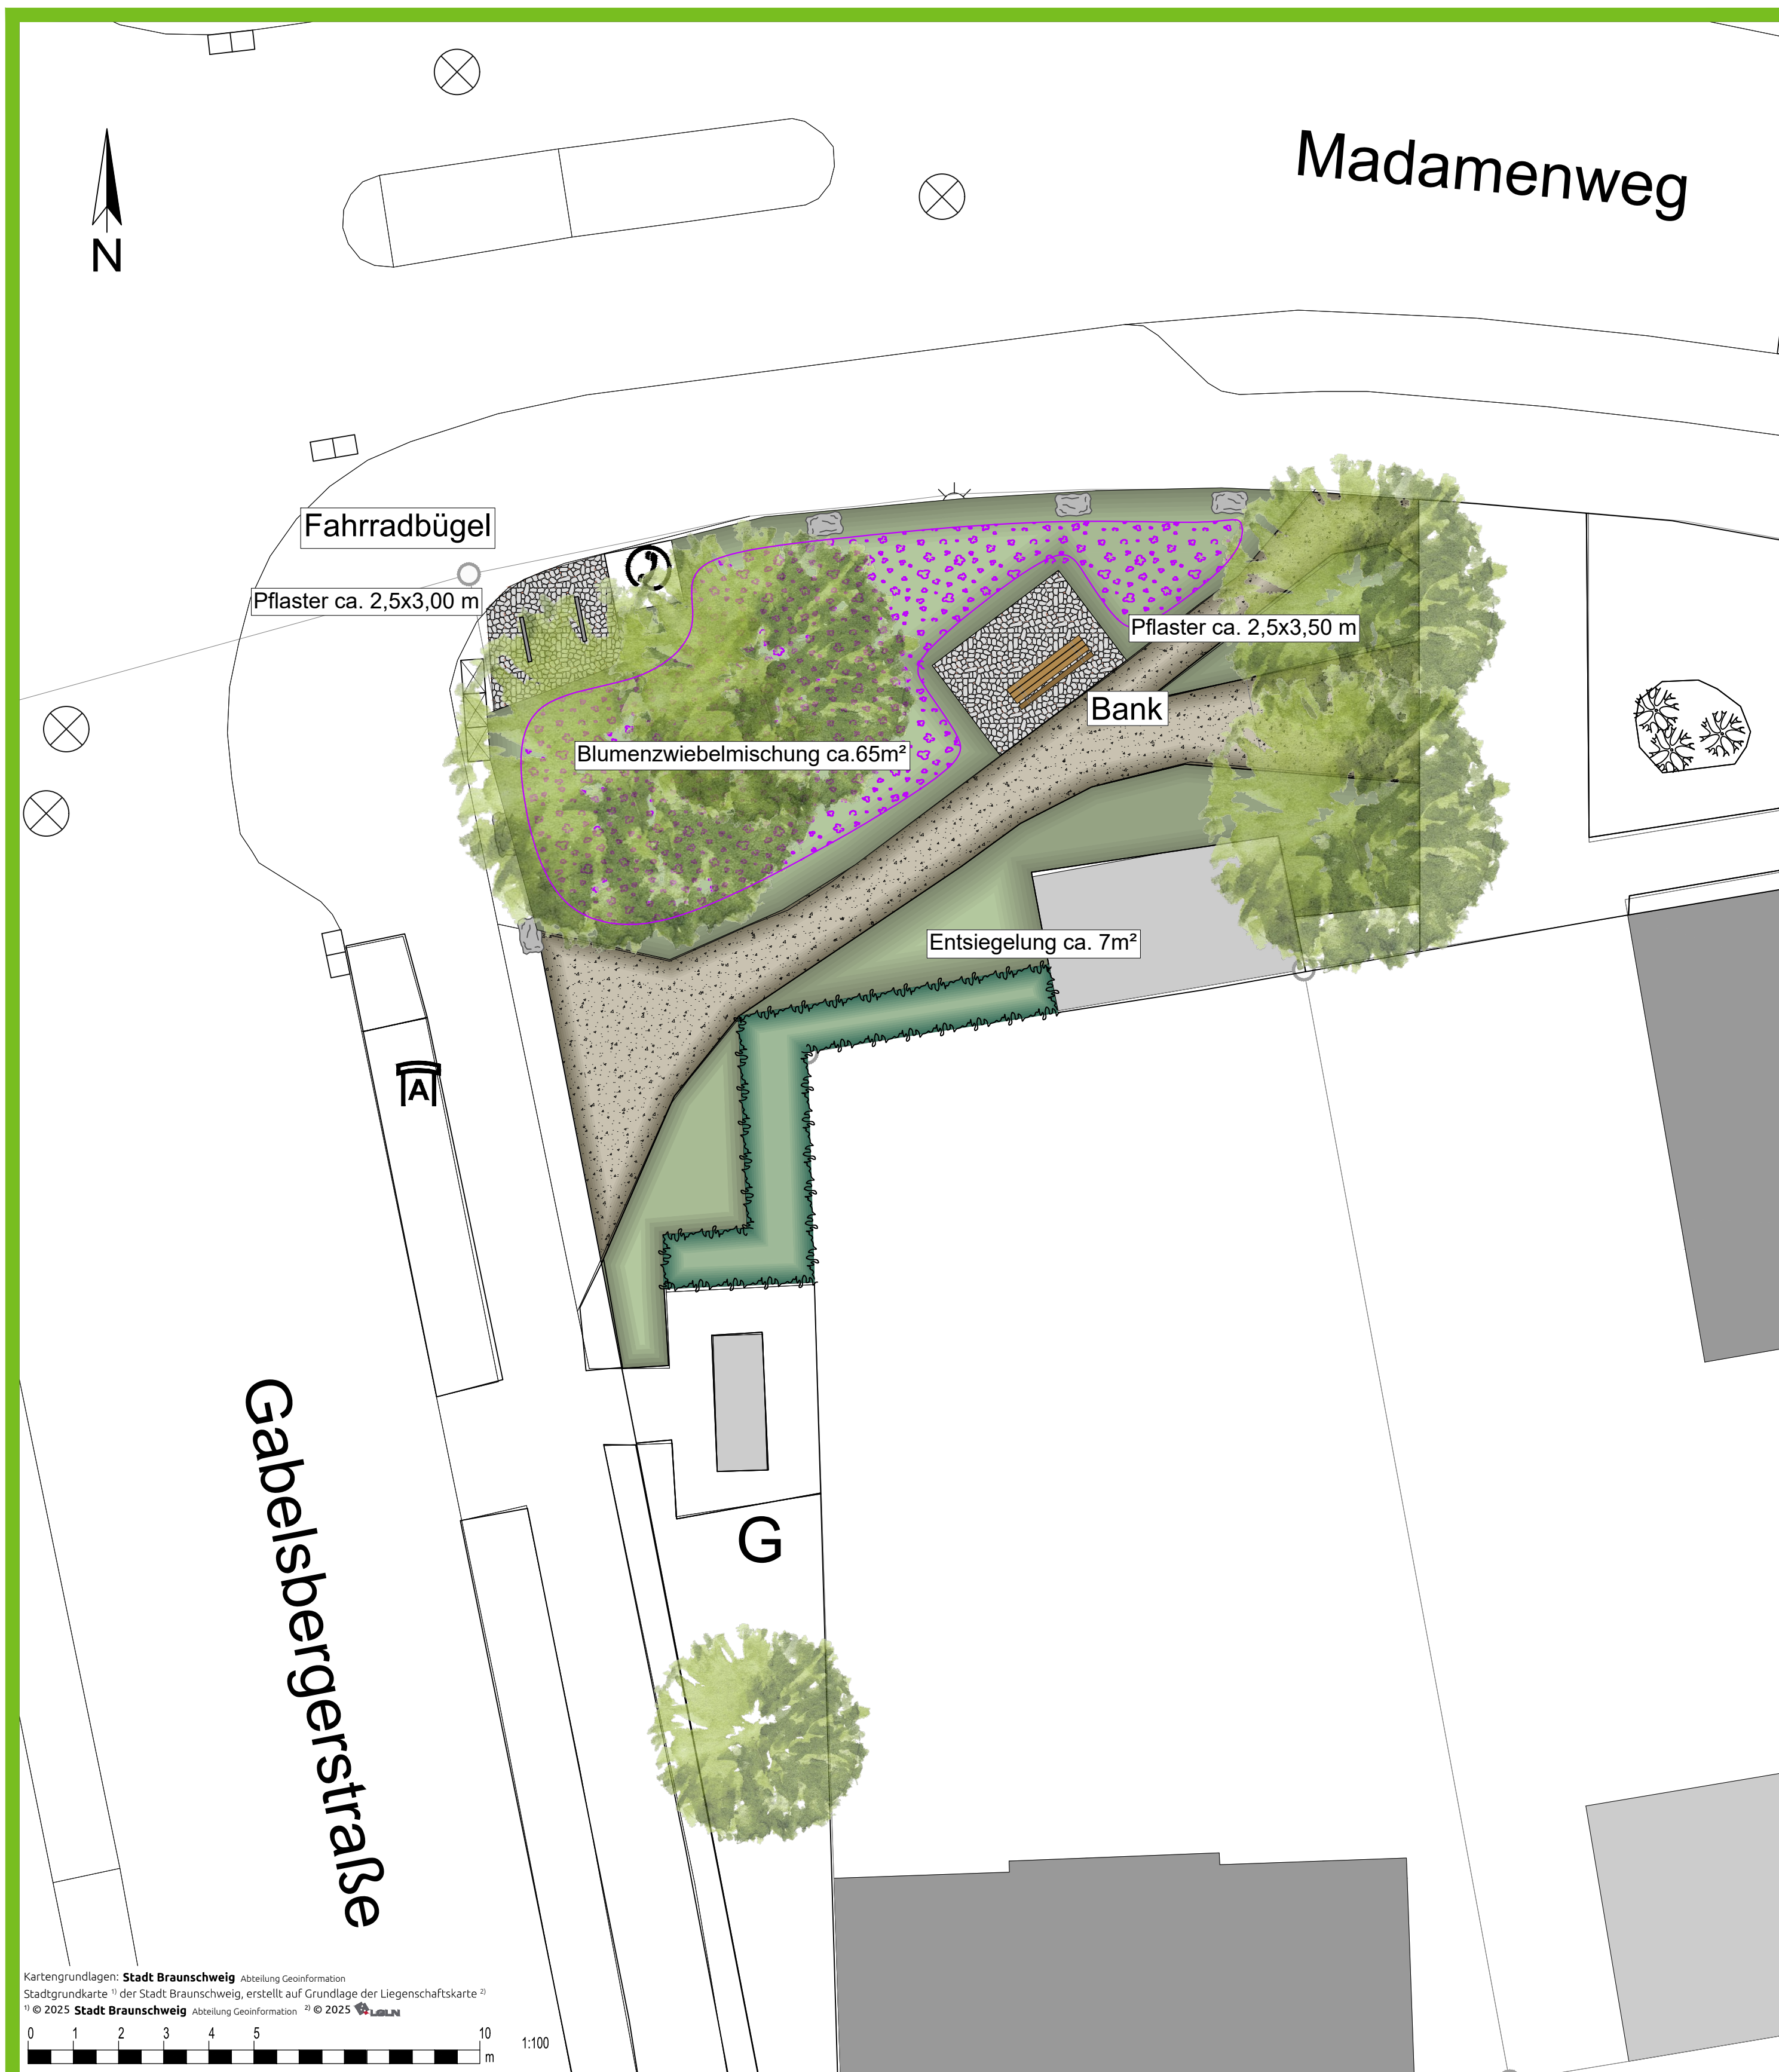 Madamenweg
N
Fahrradbügel
Pflaster ca. 2,5x3,00 m
Pflaster ca. 2,5x3,50 m
Bank
Blumenzwiebelmischung ca.65m²
Entsiegelung ca. 7m²
A
Gabelsbergerstraße
G
Kartengrundlagen: Stadt Braunschweig Abteilung Geoinformation
Stadtgrundkarte ¹⁾ der Stadt Braunschweig, erstellt auf Grundlage der Liegenschaftskarte ²⁾
¹⁾ © 2025 Stadt Braunschweig Abteilung Geoinformation ²⁾ © 2025 LGLN
0 1 2 3 4 5 10
m
1:100